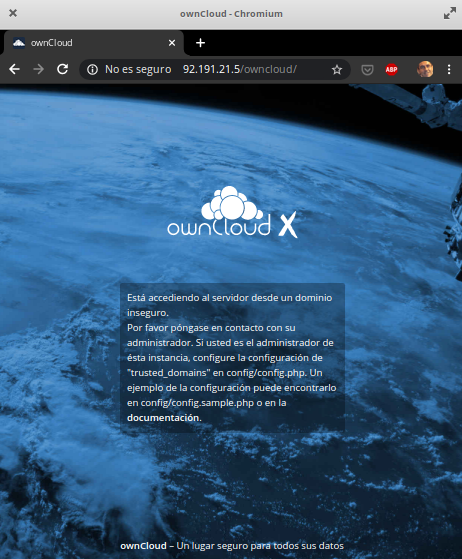 ownCloud - Chromium
ownCloud
No es seguro 92.191.21.5/owncloud/
ABP
ownCloud X
Está accediendo al servidor desde un dominio
inseguro.
Por favor póngase en contacto con su
administrador. Si usted es el administrador de
ésta instancia, configure la configuración de
"trusted_domains" en config/config.php. Un
ejemplo de la configuración puede encontrarlo
en config/config.sample.php o en la
documentación.
ownCloud – Un lugar seguro para todos sus datos